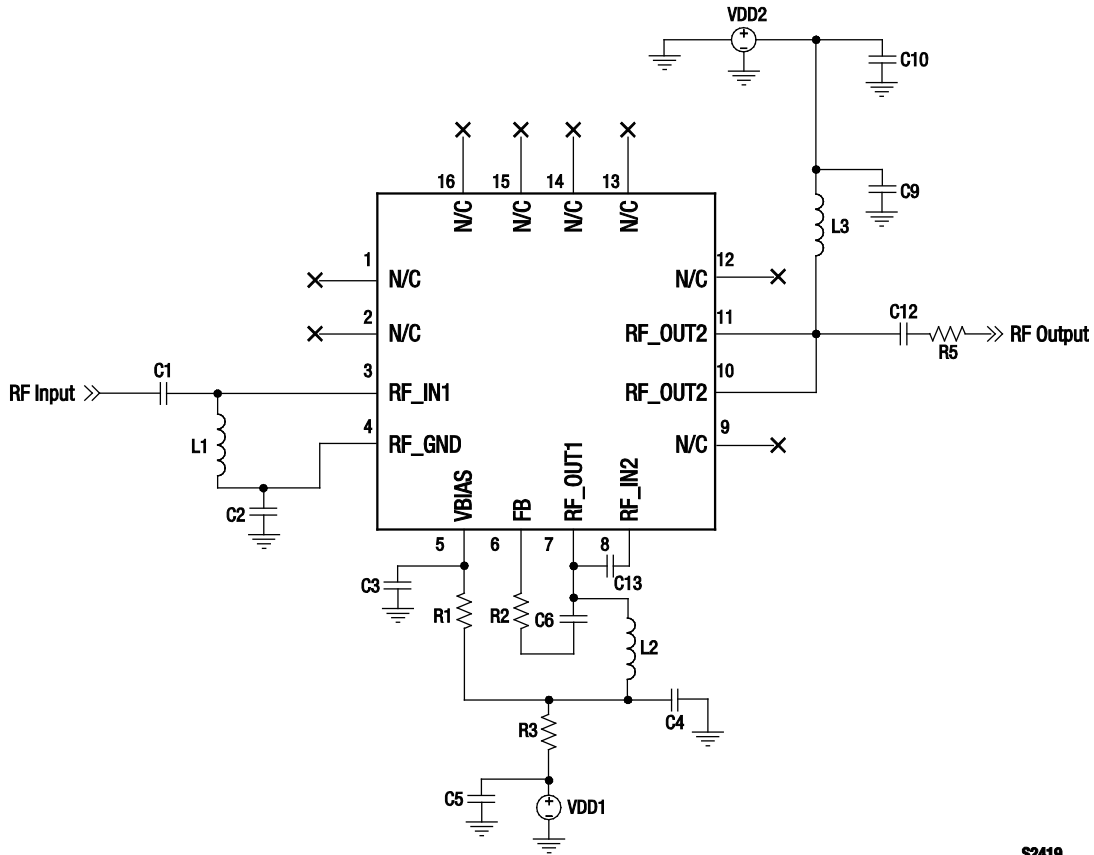 VDD2
+
–
C10
16
15
14
13
N/C
N/C
N/C
N/C
C9
L3
1
N/C
12
N/C
2
N/C
11
RF_OUT2
C12
R5
RF Output
RF Input
C1
3
RF_IN1
10
RF_OUT2
L1
4
RF_GND
9
N/C
C2
VBIAS
FB
RF_OUT1
RF_IN2
5
6
7
8
C3
C13
R1
R2
C6
L2
C4
R3
C5
+
–
VDD1
S2419